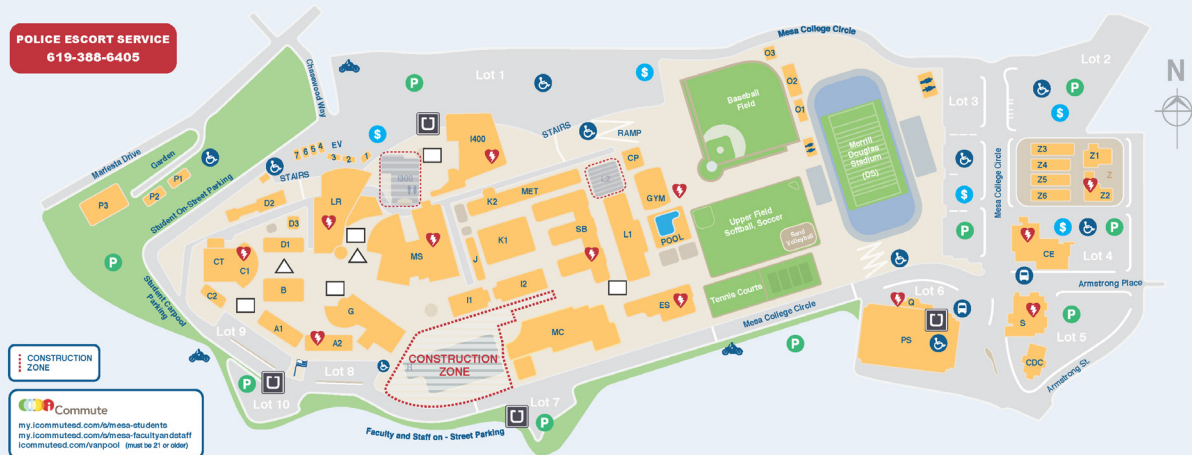 POLICE ESCORT SERVICE
619-388-6405
Mesa College Circle
N
Lot 1
Lot 2
Lot 3
Chasewood Way
O3
O2
O1
Baseball
Field
Merrill
Douglas
Stadium
(DS)
Marlesta Drive
Garden
P1
P2
P3
Student On-Street Parking
7 6 5 4 EV
3 2 1
STAIRS
I400
I300
STAIRS
RAMP
CP
GYM
POOL
Upper Field
Softball, Soccer
Sand
Volleyball
Tennis Courts
Mesa College Circle
Z3
Z4
Z5
Z6
Z1
Z
Z2
CE
Lot 4
Armstrong Place
D2
D3
D1
LR
MS
K2
MET
K1
J
SB
L1
CT
C1
C2
B
G
A1
A2
I1
I2
MC
ES
Mesa College Circle
Lot 6
Q
PS
S
Lot 5
CDC
Armstrong St.
Student Carpool
Parking
Lot 9
Lot 8
Lot 10
Lot 7
CONSTRUCTION
ZONE
Faculty and Staff on - Street Parking
CONSTRUCTION
ZONE
iCommute
my.icommutesd.com/s/mesa-students
my.icommutesd.com/s/mesa-facultyandstaff
icommutesd.com/vanpool (must be 21 or older)